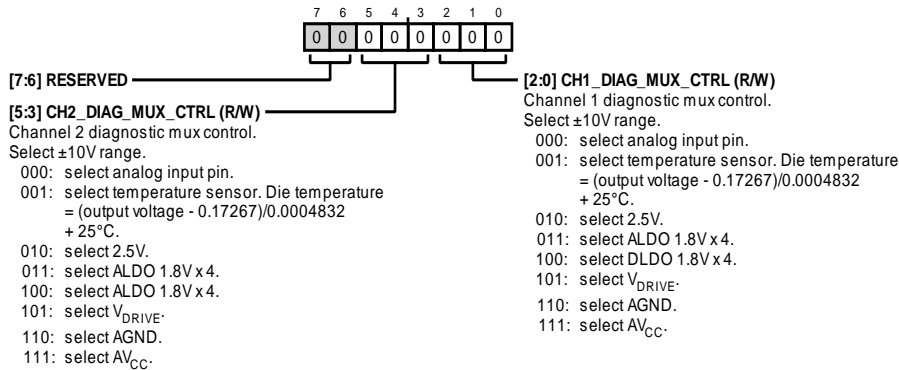 7 6 5 4 3 2 1 0
0 0 0 0 0 0 0 0
[7:6] RESERVED
[5:3] CH2_DIAG_MUX_CTRL (R/W)
Channel 2 diagnostic mux control.
Select ±10V range.
000: select analog input pin.
001: select temperature sensor. Die temperature
= (output voltage - 0.17267)/0.0004832
+ 25°C.
010: select 2.5V.
011: select ALDO 1.8V x 4.
100: select ALDO 1.8V x 4.
101: select VDRIVE.
110: select AGND.
111: select AVCC.
[2:0] CH1_DIAG_MUX_CTRL (R/W)
Channel 1 diagnostic mux control.
Select ±10V range.
000: select analog input pin.
001: select temperature sensor. Die temperature
= (output voltage - 0.17267)/0.0004832
+ 25°C.
010: select 2.5V.
011: select ALDO 1.8V x 4.
100: select DLDO 1.8V x 4.
101: select VDRIVE.
110: select AGND.
111: select AVCC.